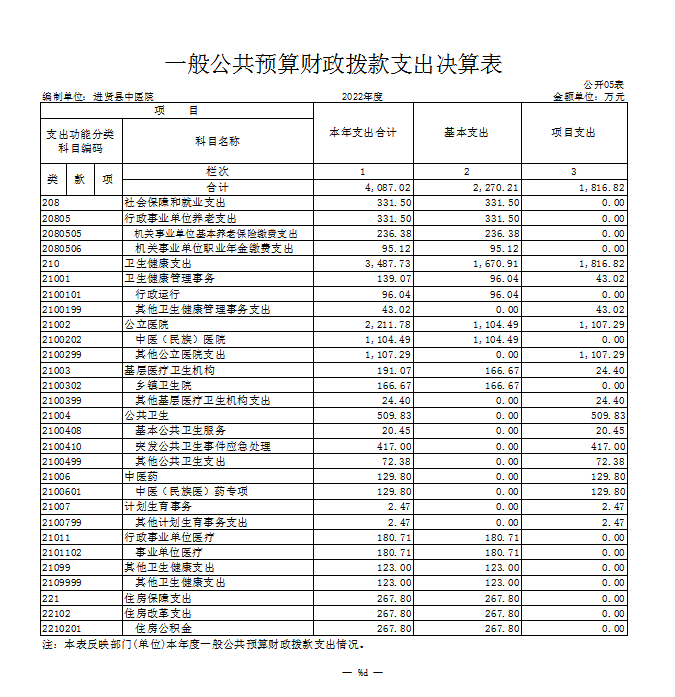 一般公共预算财政拨款支出决算表
公开05表
编制单位：进贤县中医院 2022年度 金额单位：万元
项 目 本年支出合计 基本支出 项目支出
支出功能分类科目编码 科目名称
类 款 项 栏次 1 2 3
合计 4,087.02 2,270.21 1,816.82
208 社会保障和就业支出 331.50 331.50 0.00
20805 行政事业单位养老支出 331.50 331.50 0.00
2080505 机关事业单位基本养老保险缴费支出 236.38 236.38 0.00
2080506 机关事业单位职业年金缴费支出 95.12 95.12 0.00
210 卫生健康支出 3,487.73 1,670.91 1,816.82
21001 卫生健康管理事务 139.07 96.04 43.02
2100101 行政运行 96.04 96.04 0.00
2100199 其他卫生健康管理事务支出 43.02 0.00 43.02
21002 公立医院 2,211.78 1,104.49 1,107.29
2100202 中医（民族）医院 1,104.49 1,104.49 0.00
2100299 其他公立医院支出 1,107.29 0.00 1,107.29
21003 基层医疗卫生机构 191.07 166.67 24.40
2100302 乡镇卫生院 166.67 166.67 0.00
2100399 其他基层医疗卫生机构支出 24.40 0.00 24.40
21004 公共卫生 509.83 0.00 509.83
2100408 基本公共卫生服务 20.45 0.00 20.45
2100410 突发公共卫生事件应急处理 417.00 0.00 417.00
2100499 其他公共卫生支出 72.38 0.00 72.38
21006 中医药 129.80 0.00 129.80
2100601 中医（民族医）药专项 129.80 0.00 129.80
21007 计划生育事务 2.47 0.00 2.47
2100799 其他计划生育事务支出 2.47 0.00 2.47
21011 行政事业单位医疗 180.71 180.71 0.00
2101102 事业单位医疗 180.71 180.71 0.00
21099 其他卫生健康支出 123.00 123.00 0.00
2109999 其他卫生健康支出 123.00 123.00 0.00
221 住房保障支出 267.80 267.80 0.00
22102 住房改革支出 267.80 267.80 0.00
2210201 住房公积金 267.80 267.80 0.00
注：本表反映部门(单位)本年度一般公共预算财政拨款支出情况。
— %d —